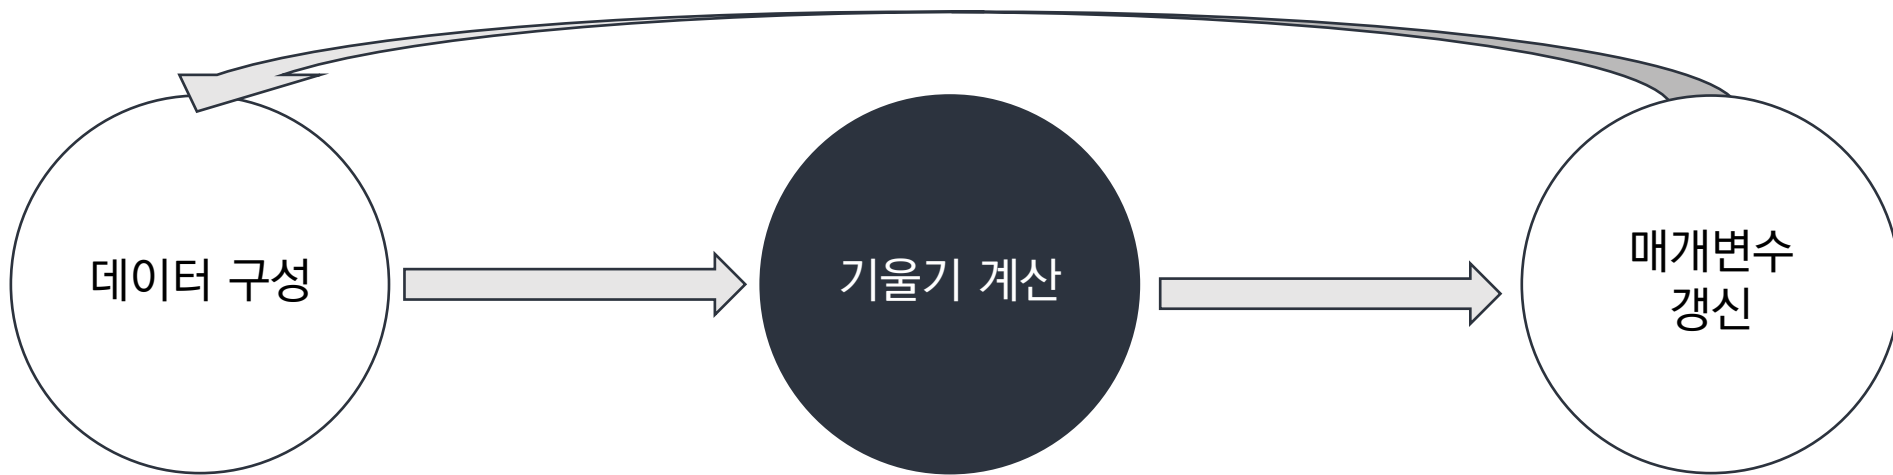 데이터 구성
기울기 계산
매개변수
갱신